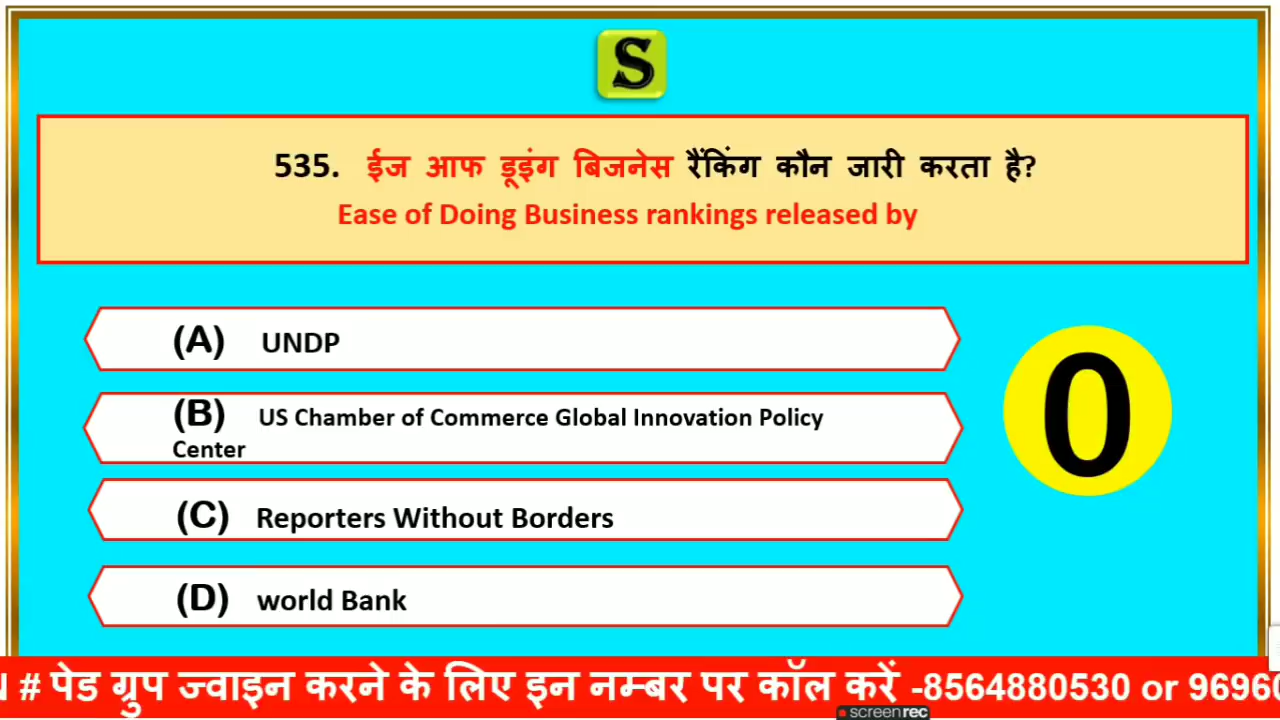 S
535. ईज आफ डूइंग बिजनेस रैंकिंग कौन जारी करता है?
Ease of Doing Business rankings released by
(A) UNDP
(B) US Chamber of Commerce Global Innovation Policy
Center
0
(C) Reporters Without Borders
(D) world Bank
# पेड ग्रुप ज्वाइन करने के लिए इन नम्बर पर कॉल करें -8564880530 or 9696
screenrec